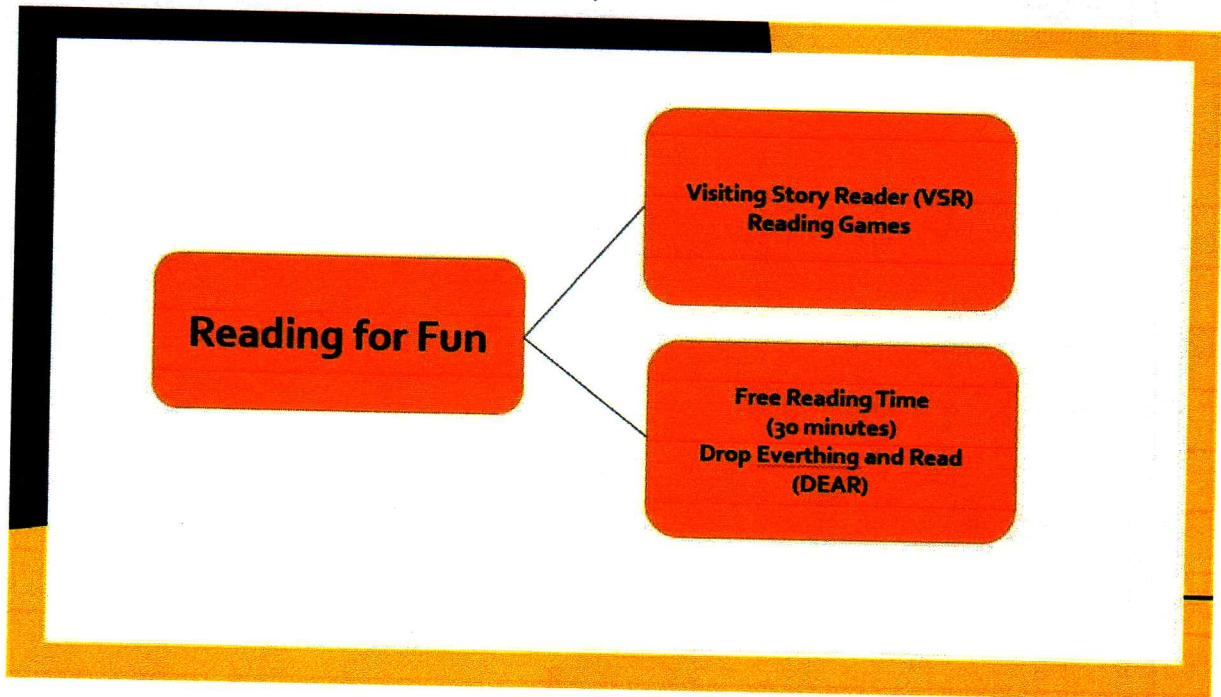 Reading for Fun
Visiting Story Reader (VSR)
Reading Games
Free Reading Time
(30 minutes)
Drop Everthing and Read
(DEAR)